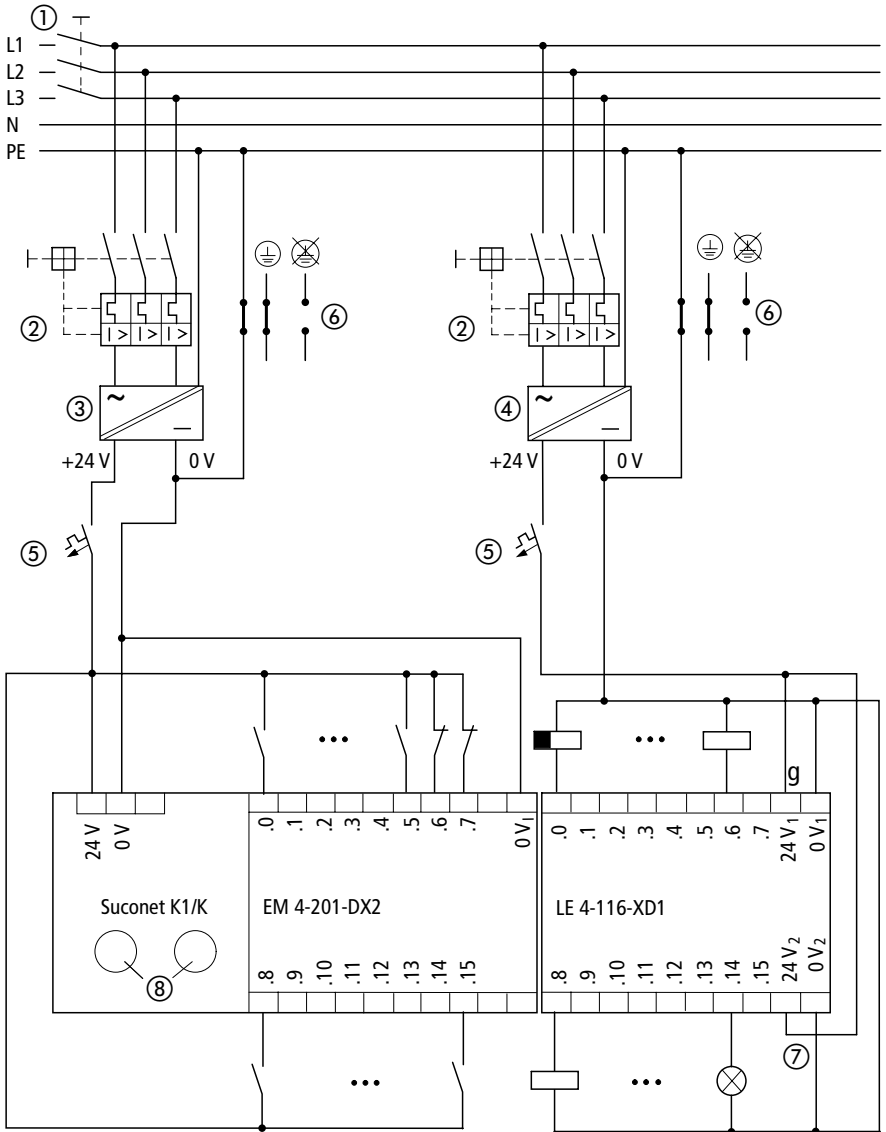 ①
L1
L2
L3
N
PE
② I > I > I > ⑥
② I > I > I > ⑥
③ ~ —
④ ~ —
+24 V 0 V
+24 V 0 V
⑤
⑤
•••
•••
g
24 V 0 V
.0 .1 .2 .3 .4 .5 .6 .7 0 VI
.0 .1 .2 .3 .4 .5 .6 .7 24 V1 0 V1
Suconet K1/K
EM 4-201-DX2
LE 4-116-XD1
⑧
.8 .9 .10 .11 .12 .13 .14 .15
.8 .9 .10 .11 .12 .13 .14 .15 24 V2 0 V2
⑦
•••
•••